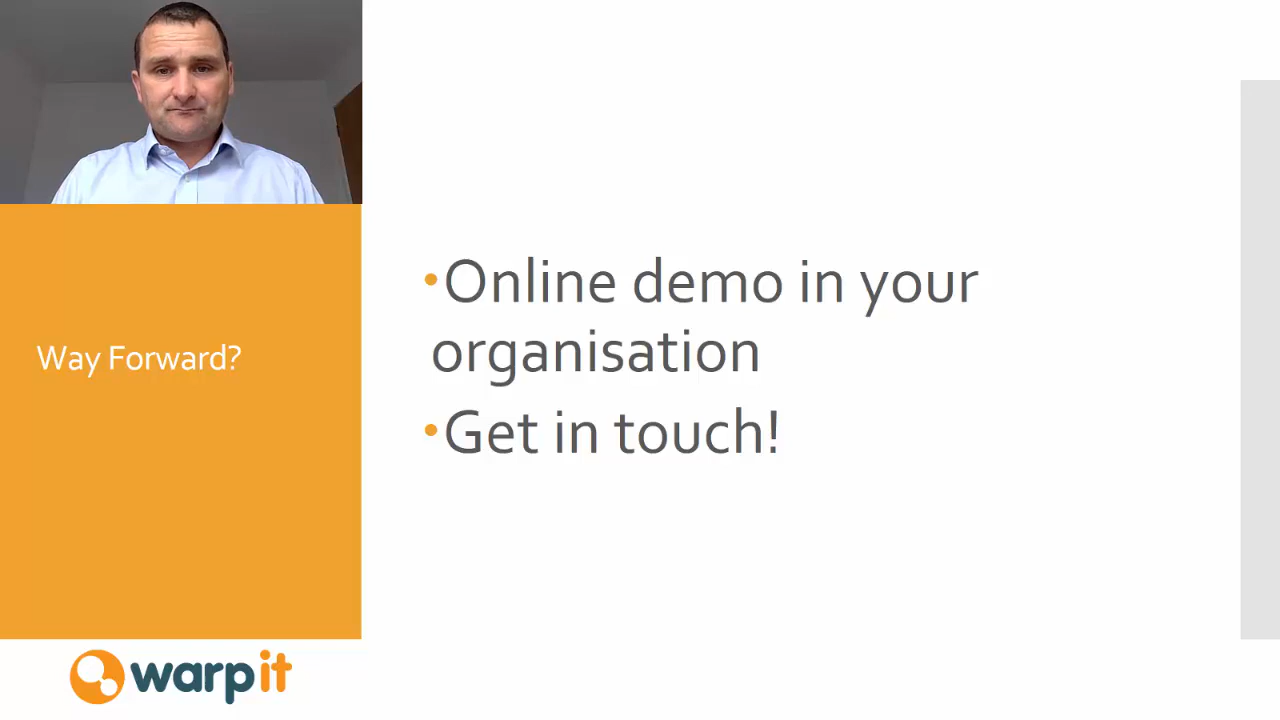 Way Forward?
•Online demo in your
organisation
•Get in touch!
warpit